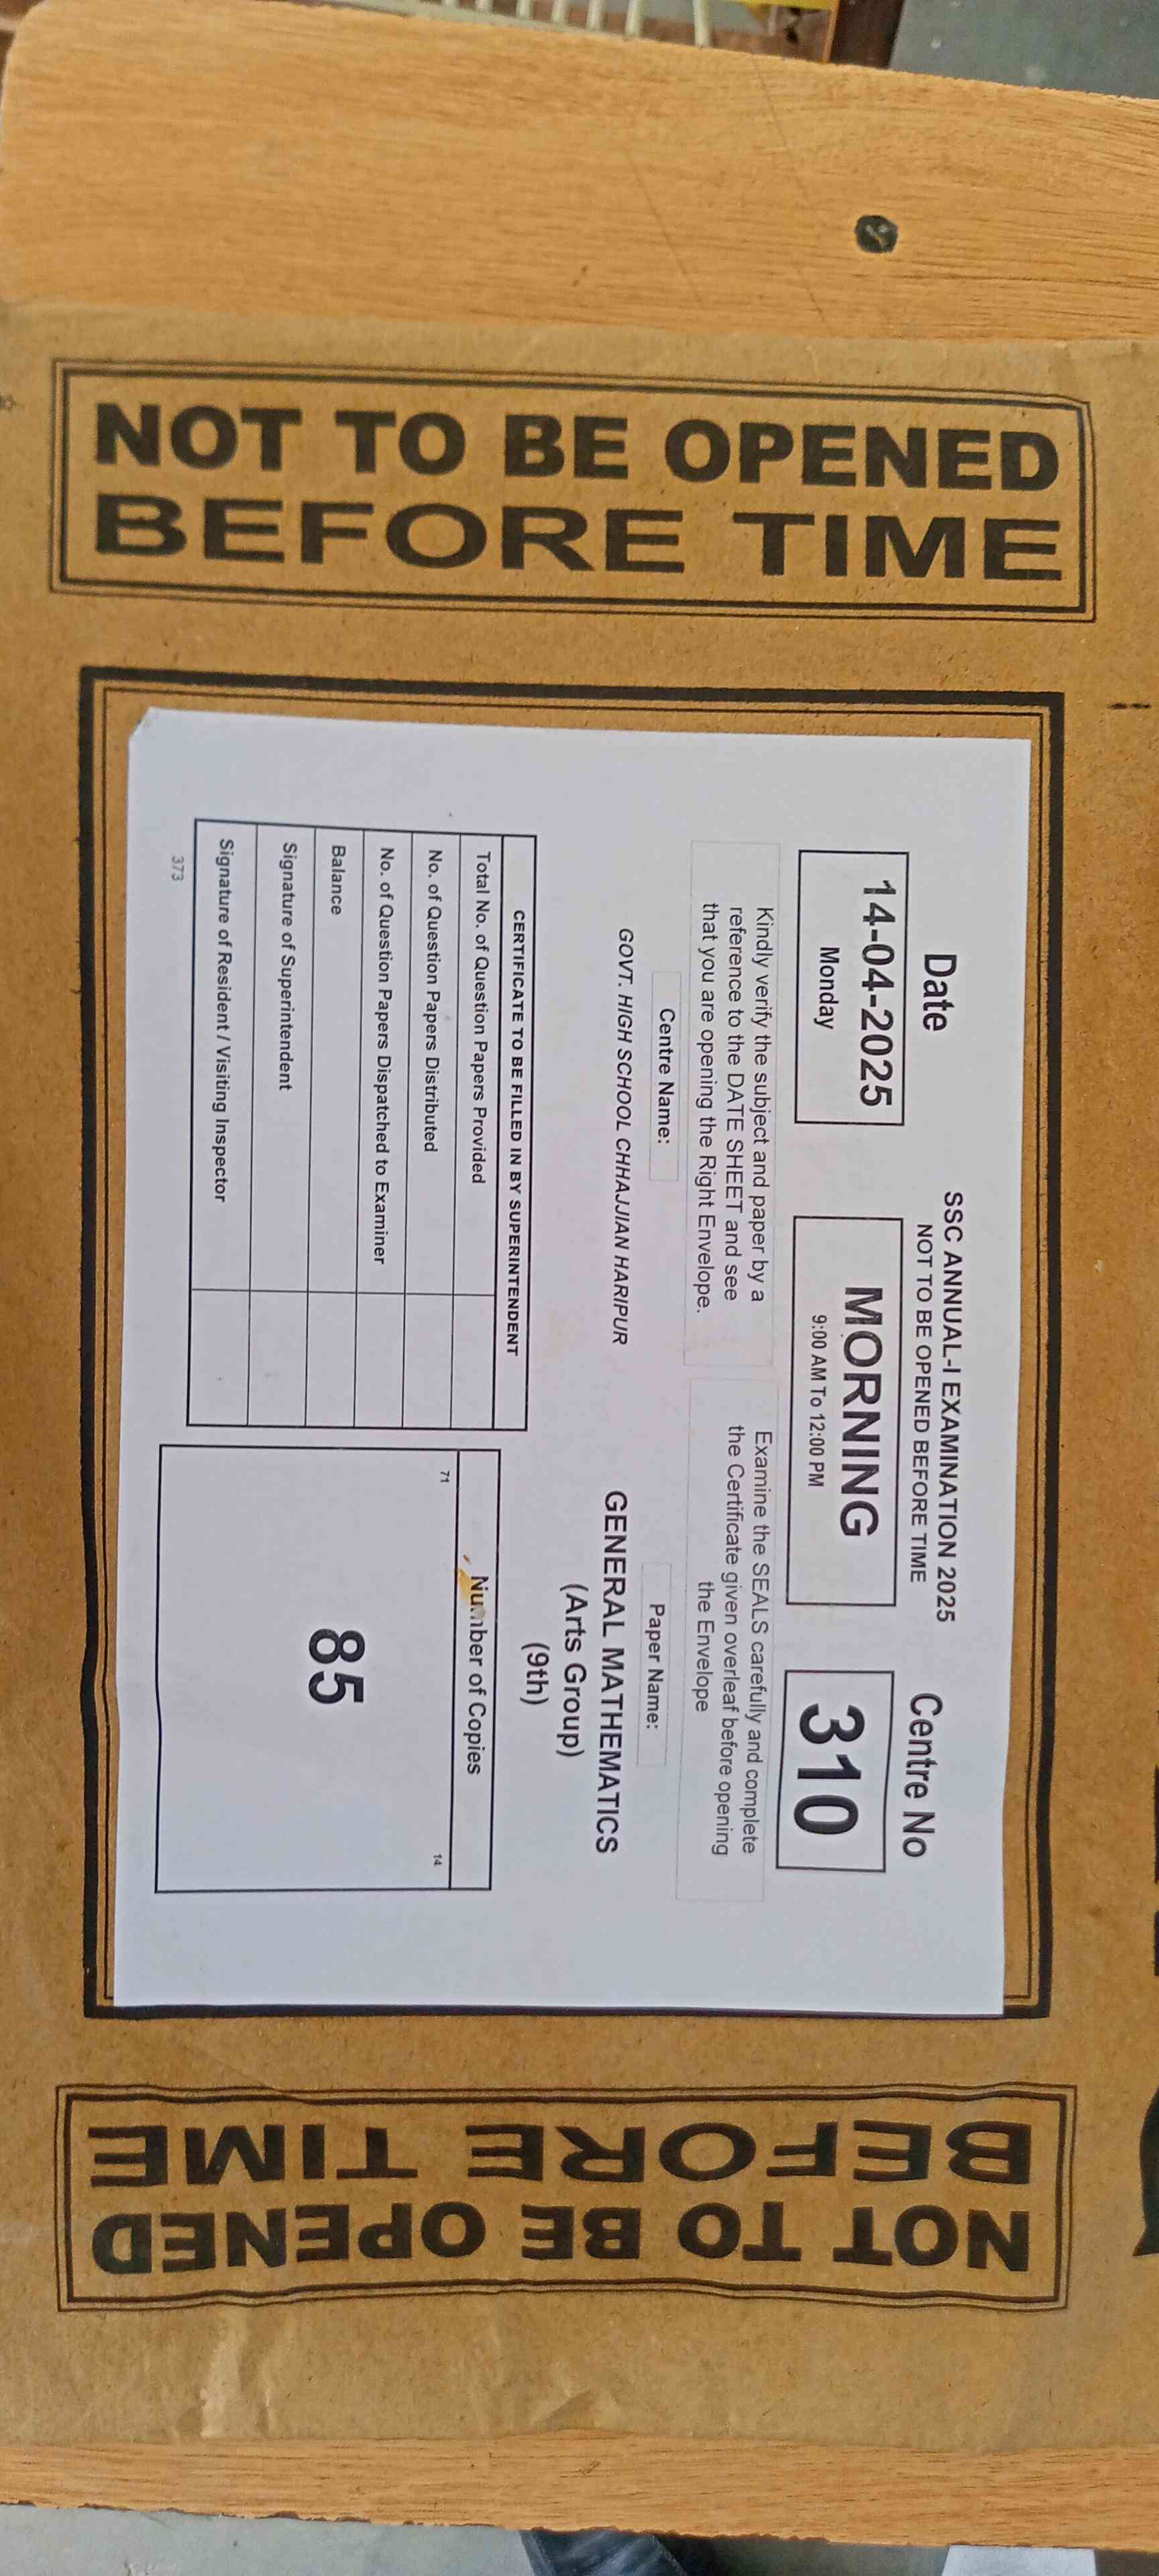 NOT TO BE OPENED
BEFORE TIME
SSC ANNUAL-I EXAMINATION 2025
NOT TO BE OPENED BEFORE TIME
Date
Centre No
14-04-2025
Monday
MORNING
9:00 AM To 12:00 PM
310
Kindly verify the subject and paper by a
reference to the DATE SHEET and see
that you are opening the Right Envelope.
Examine the SEALS carefully and complete
the Certificate given overleaf before opening
the Envelope
Centre Name:
Paper Name:
GOVT. HIGH SCHOOL CHHAJJIAN HARIPUR
GENERAL MATHEMATICS
(Arts Group)
(9th)
CERTIFICATE TO BE FILLED IN BY SUPERINTENDENT
Total No. of Question Papers Provided
No. of Question Papers Distributed
No. of Question Papers Dispatched to Examiner
Balance
Signature of Superintendent
Signature of Resident / Visiting Inspector
373
Number of Copies
71
14
85
NOT TO BE OPENED
BEFORE TIME